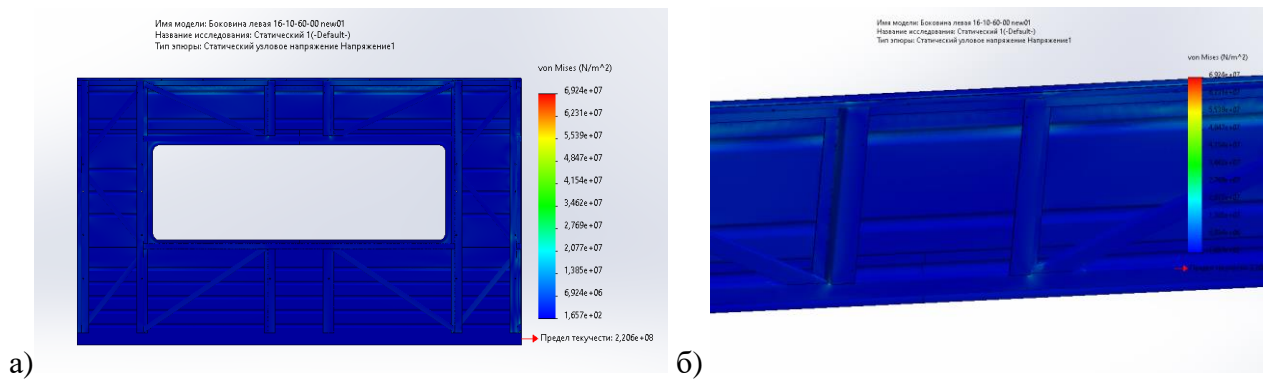 Имя модели: Боковина левая 16-10-60-00 new01
Название исследования: Статический 1(-Default-)
Тип эпюры: Статический узловое напряжение Напряжение1
von Mises (N/m^2)
6,924e+07
6,231e+07
5,539e+07
4,847e+07
4,154e+07
3,462e+07
2,769e+07
2,077e+07
1,385e+07
6,924e+06
1,657e+02
Предел текучести: 2,206e+08
а)
Имя модели: Боковина левая 16-10-60-00 new01
Название исследования: Статический 1(-Default-)
Тип эпюры: Статический узловое напряжение Напряжение1
von Mises (N/m^2)
6,924e+07
б)